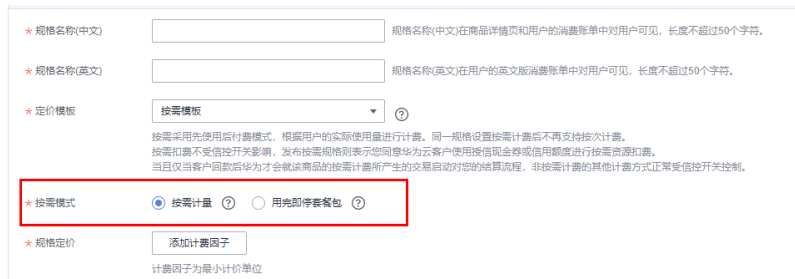 * 规格名称(中文) 规格名称(中文)在商品详情页和用户的消费账单中对用户可见，长度不超过50个字符。
* 规格名称(英文) 规格名称(英文)在用户的英文版消费账单中对用户可见，长度不超过50个字符。
* 定价模板 按需模板 ?
按需采用先使用后付费模式，根据用户的实际使用量进行计费。同一规格设置按需计费后不再支持按次计费。
按需扣费不受信控开关影响，发布按需规格则表示您同意华为云客户使用授信现金券或信用额度进行按需资源扣费。
当且仅当客户回款后华为才会就该商品的按需计费所产生的交易启动对您的结算流程，非按需计费的其他计费方式正常受信控开关控制。
* 按需模式 按需计量 ? 用完即停套餐包 ?
* 规格定价 添加计费因子
计费因子为最小计价单位